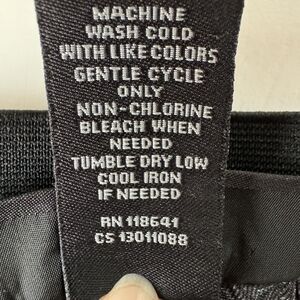 MACHINE
WASH COLD
WITH LIKE COLORS
GENTLE CYCLE
ONLY
NON-CHLORINE
BLEACH WHEN
NEEDED
TUMBLE DRY LOW
COOL IRON
IF NEEDED
RN 118641
CS 13011088